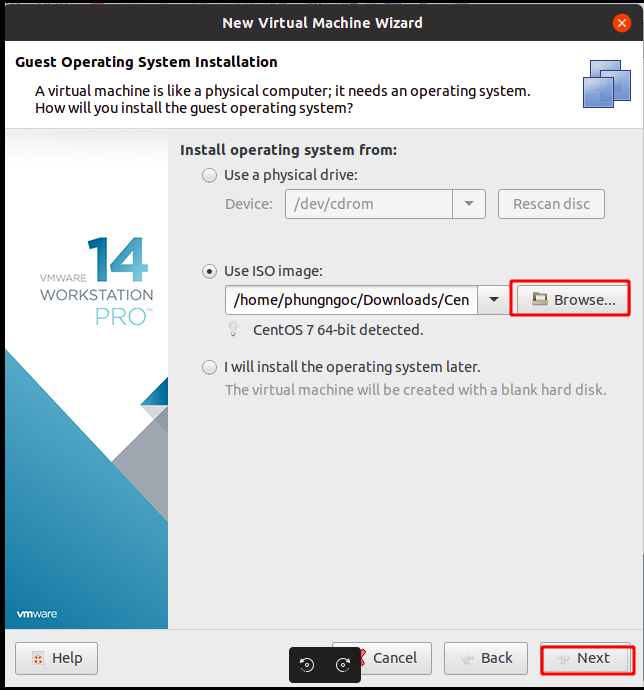 New Virtual Machine Wizard
Guest Operating System Installation
A virtual machine is like a physical computer; it needs an operating system.
How will you install the guest operating system?
Install operating system from:
Use a physical drive:
Device:
/dev/cdrom
Rescan disc
Use ISO image:
/home/phungngoc/Downloads/Cen
Browse...
CentOS 7 64-bit detected.
I will install the operating system later.
The virtual machine will be created with a blank hard disk.
14
VMWARE
WORKSTATION
PRO™
vmware
Help
Cancel
Back
Next